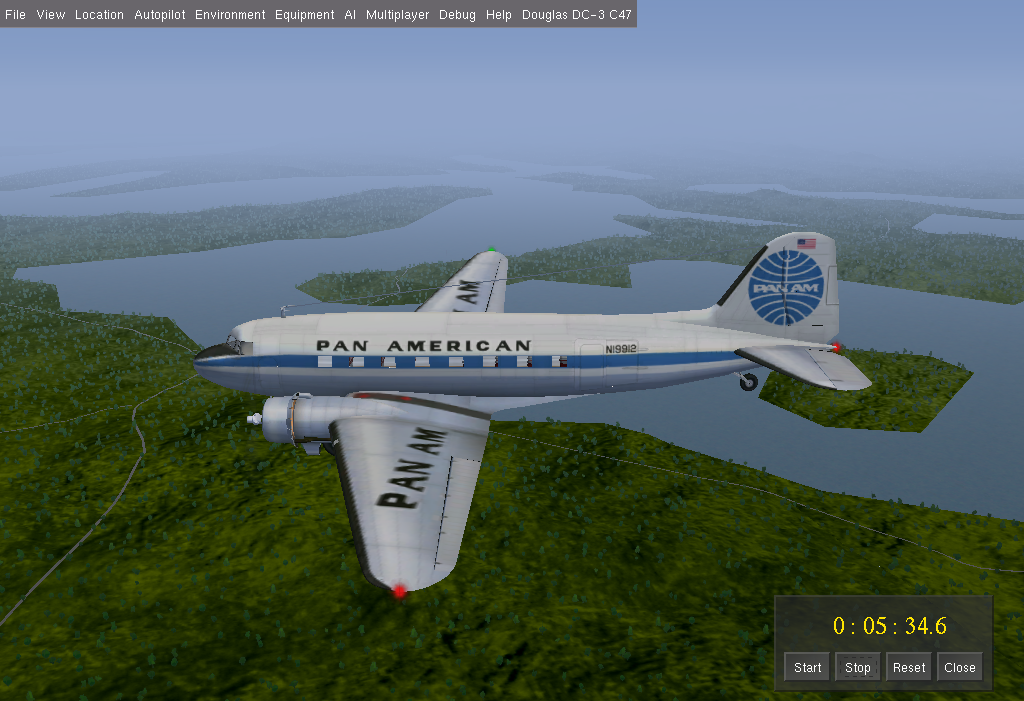 File View Location Autopilot Environment Equipment AI Multiplayer Debug Help Douglas DC-3 C47
AM
PAN AM
PAN AMERICAN
N19912
PAN AM
0 : 05 : 34.6
Start Stop Reset Close